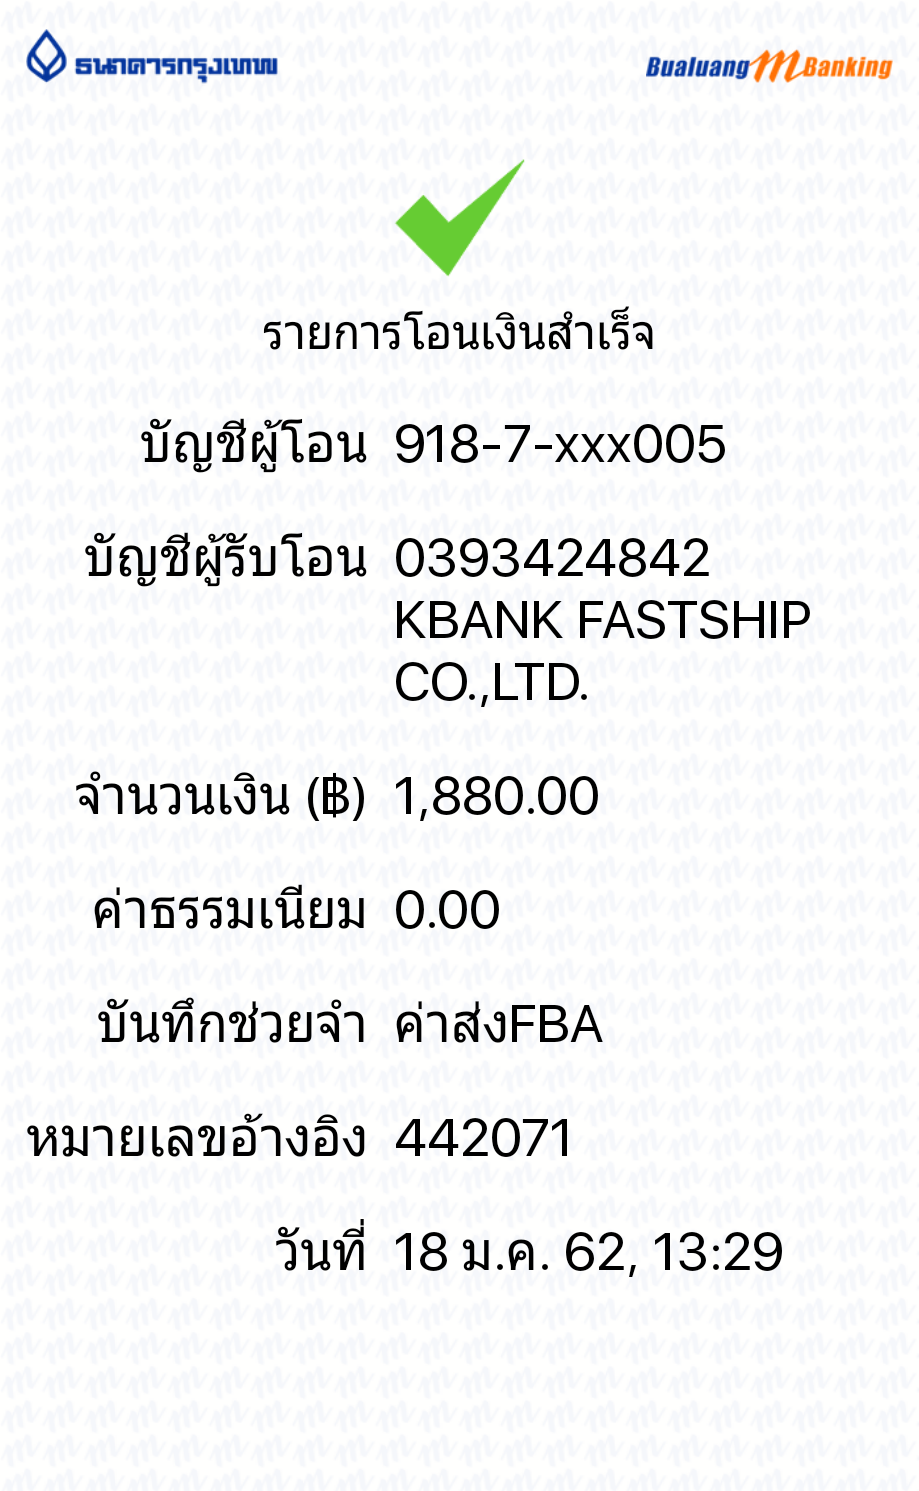 ธนาคารกรุงเทพ Bualuang mBanking
รายการโอนเงินสำเร็จ
บัญชีผู้โอน 918-7-xxx005
บัญชีผู้รับโอน 0393424842
KBANK FASTSHIP
CO.,LTD.
จำนวนเงิน (฿) 1,880.00
ค่าธรรมเนียม 0.00
บันทึกช่วยจำ ค่าส่งFBA
หมายเลขอ้างอิง 442071
วันที่ 18 ม.ค. 62, 13:29